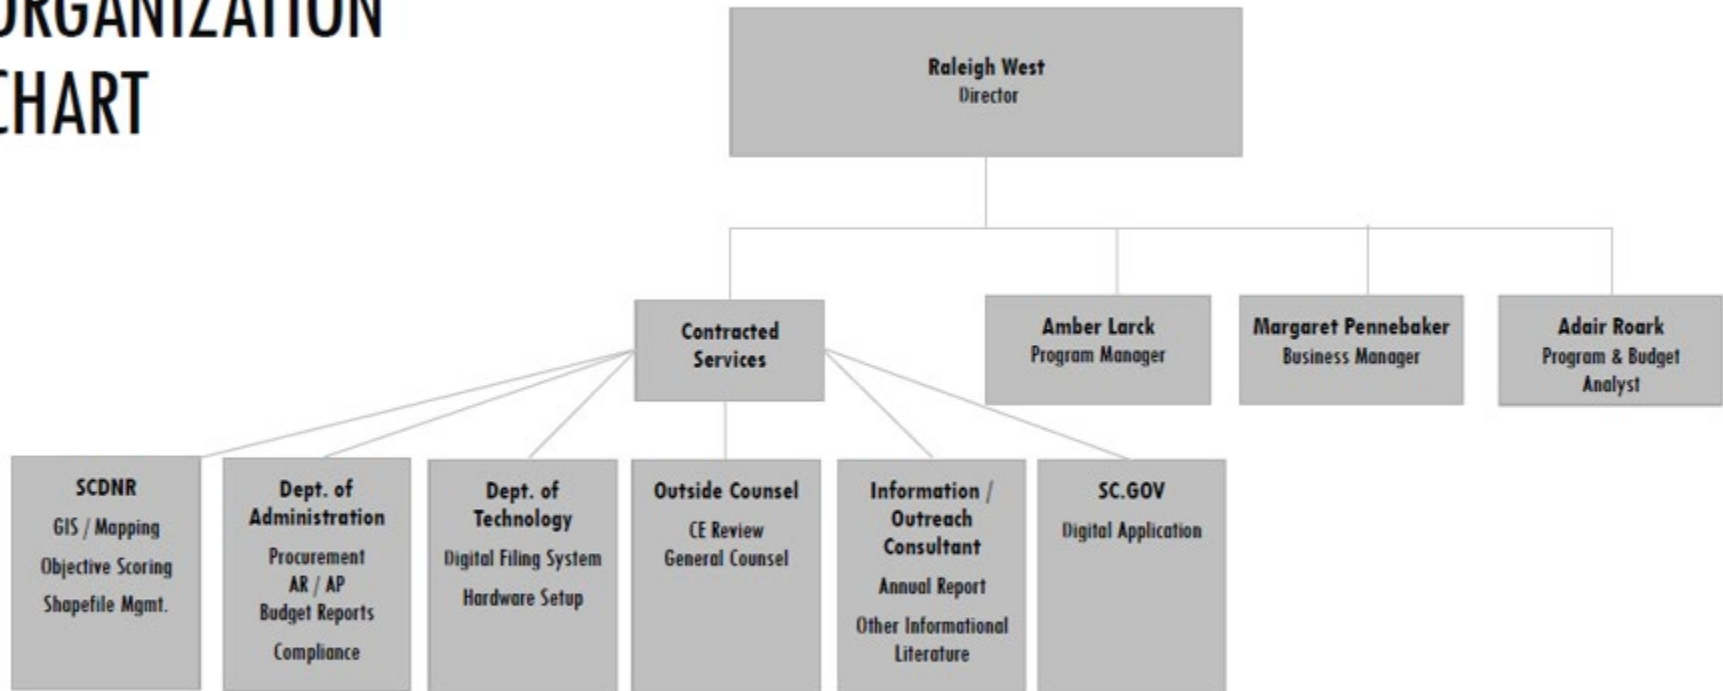 ORGANIZATION
CHART
Raleigh West
Director
Contracted
Services
Amber Larck
Program Manager
Margaret Pennebaker
Business Manager
Adair Roark
Program & Budget
Analyst
SCDNR
GIS / Mapping
Objective Scoring
Shapefile Mgmt.
Dept. of
Administration
Procurement
AR / AP
Budget Reports
Compliance
Dept. of
Technology
Digital Filing System
Hardware Setup
Outside Counsel
CE Review
General Counsel
Information /
Outreach
Consultant
Annual Report
Other Informational
Literature
SC.GOV
Digital Application